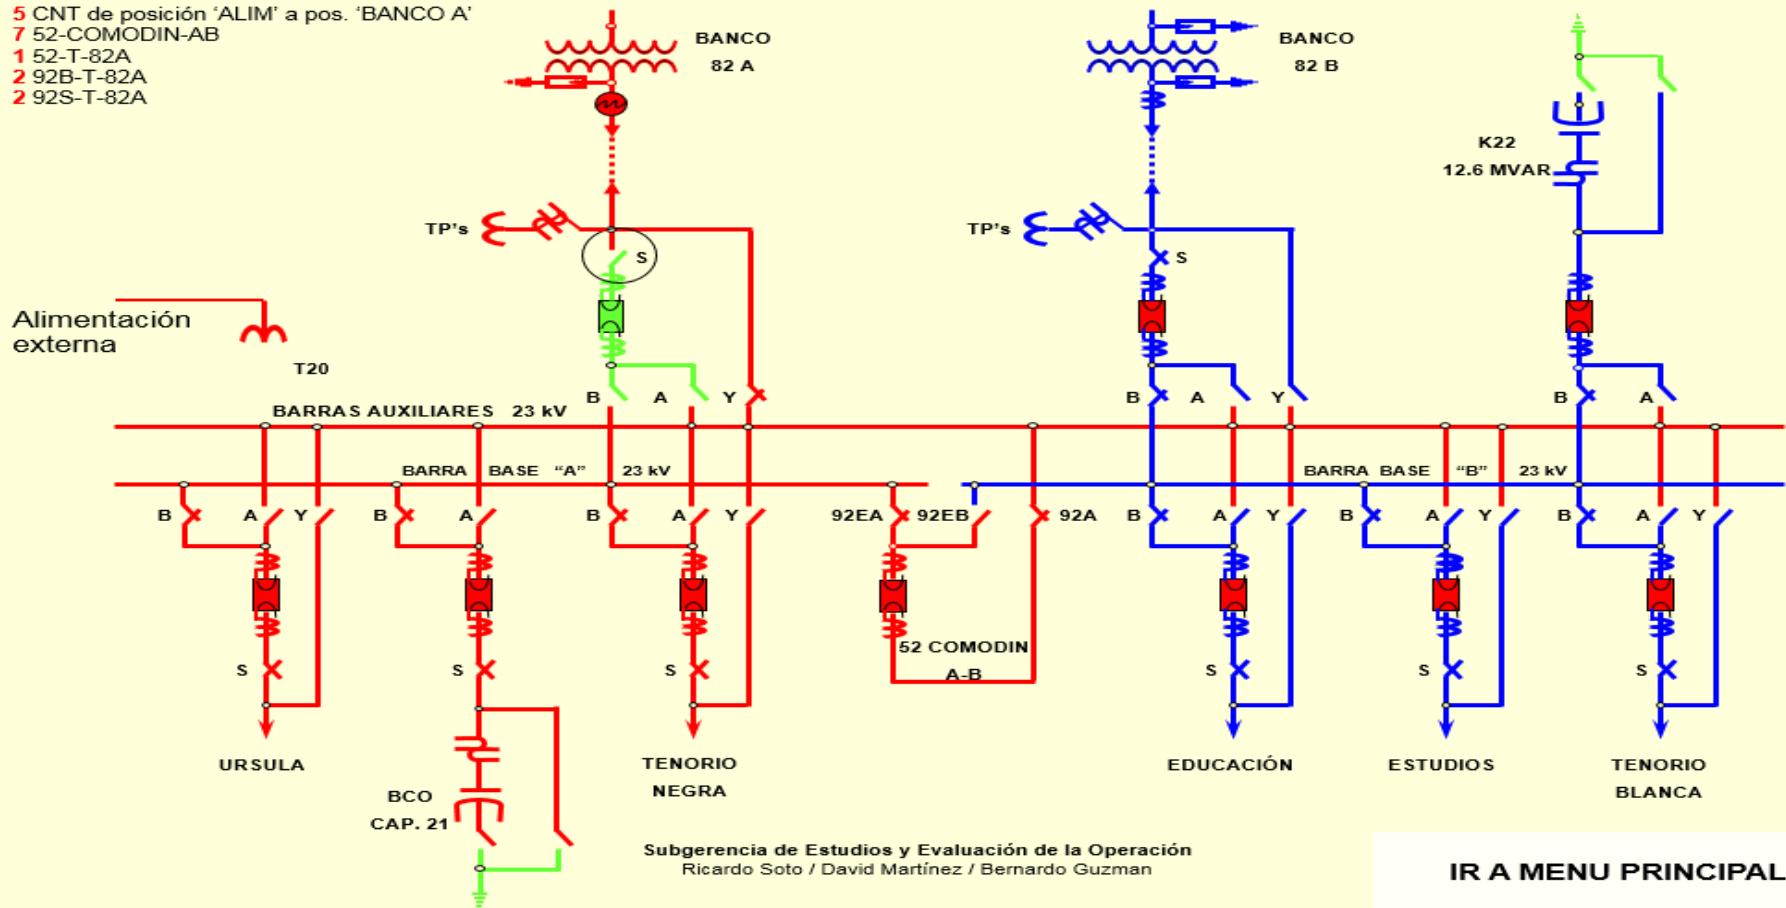 5 CNT de posición ‘ALIM’ a pos. ‘BANCO A’
7 52-COMODIN-AB
1 52-T-82A
2 92B-T-82A
2 92S-T-82A
BANCO
82 A
BANCO
82 B
K22
12.6 MVAR
TP's
S
TP's
S
Alimentación
externa
T20
B A Y
B A Y
B A
BARRAS AUXILIARES 23 kV
BARRA BASE “A” 23 kV
BARRA BASE “B” 23 kV
B A Y
B A
B A Y
92EA 92EB 92A
B A Y
B A Y
B A Y
52 COMODIN
A-B
S
S
S
S
S
S
URSULA
BCO
CAP. 21
TENORIO
NEGRA
EDUCACIÓN
ESTUDIOS
TENORIO
BLANCA
Subgerencia de Estudios y Evaluación de la Operación
Ricardo Soto / David Martínez / Bernardo Guzman
IR A MENU PRINCIPAL